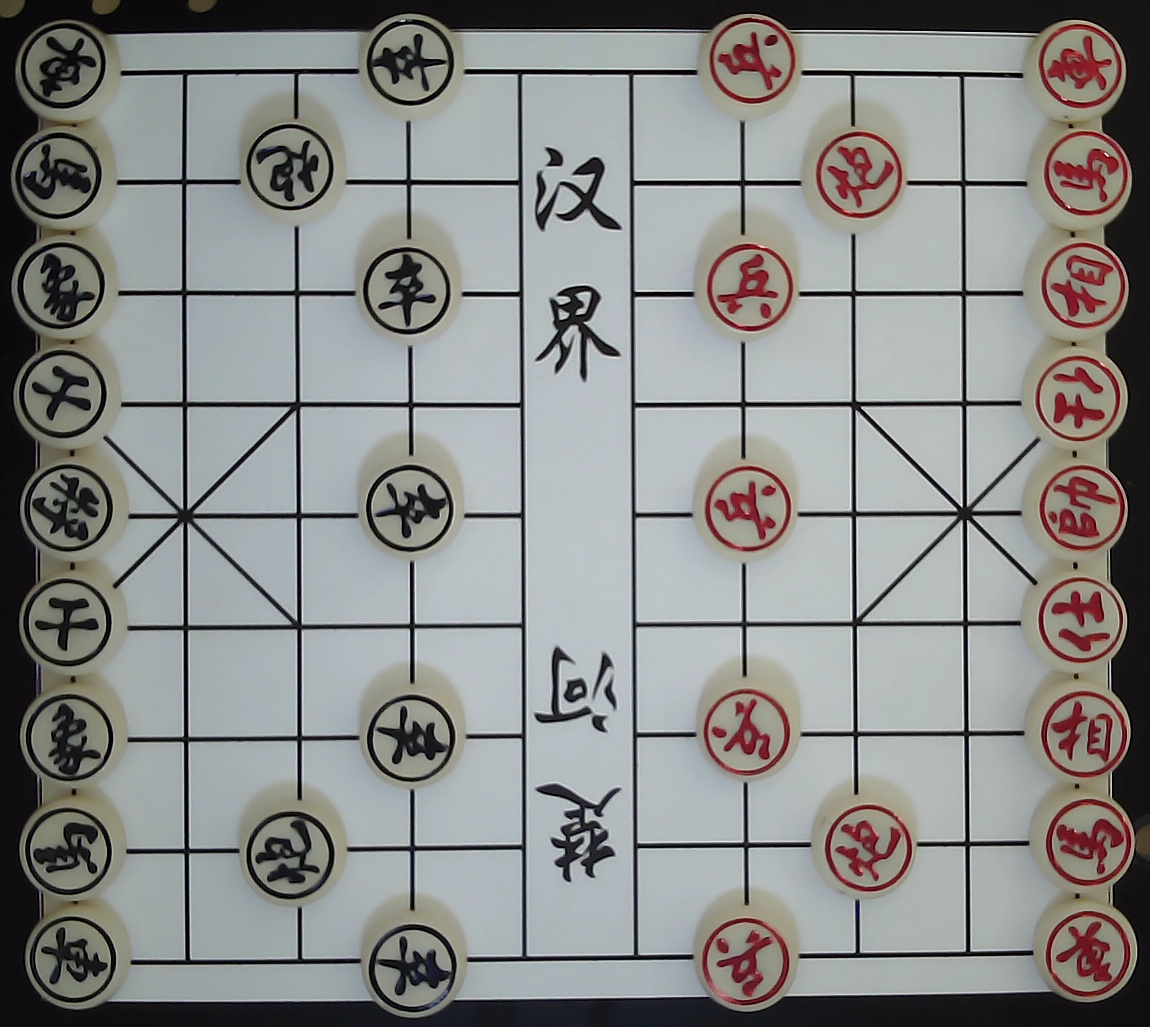 車馬象士將士象馬車
砲砲
卒卒卒卒卒
楚河
汉界
兵兵兵兵兵
炮炮
車馬相仕帥仕相馬車